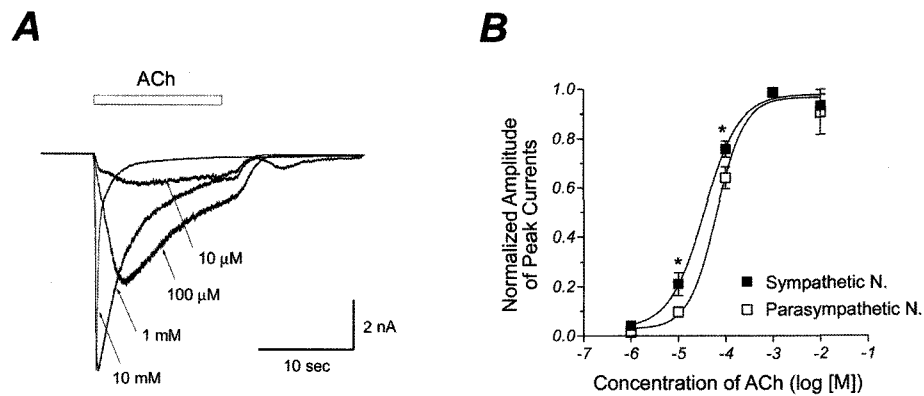 A
ACh
10 μM
100 μM
1 mM
10 mM
2 nA
10 sec
B
Normalized Amplitude
of Peak Currents
1.0
0.8
0.6
0.4
0.2
0.0
*
*
Sympathetic N.
Parasympathetic N.
-7 -6 -5 -4 -3 -2 -1
Concentration of ACh (log [M])